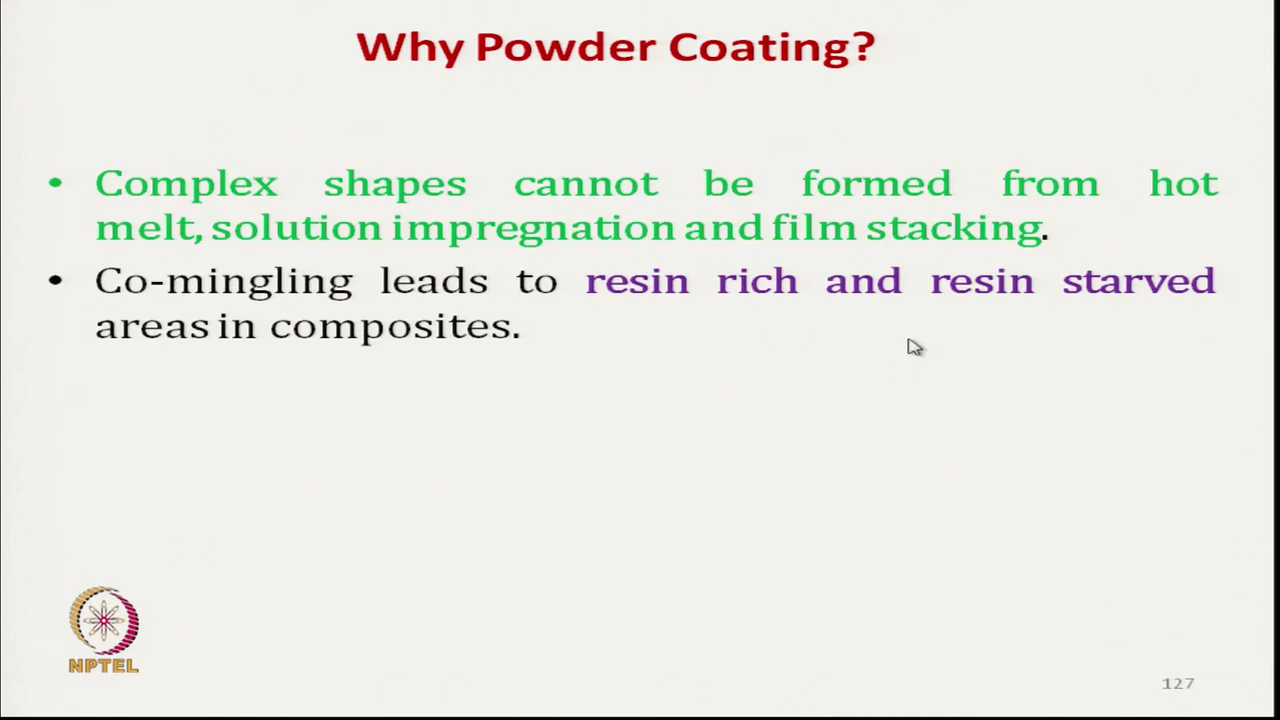 Why Powder Coating?
• Complex shapes cannot be formed from hot
melt, solution impregnation and film stacking.
• Co-mingling leads to resin rich and resin starved
areas in composites.
NPTEL
127